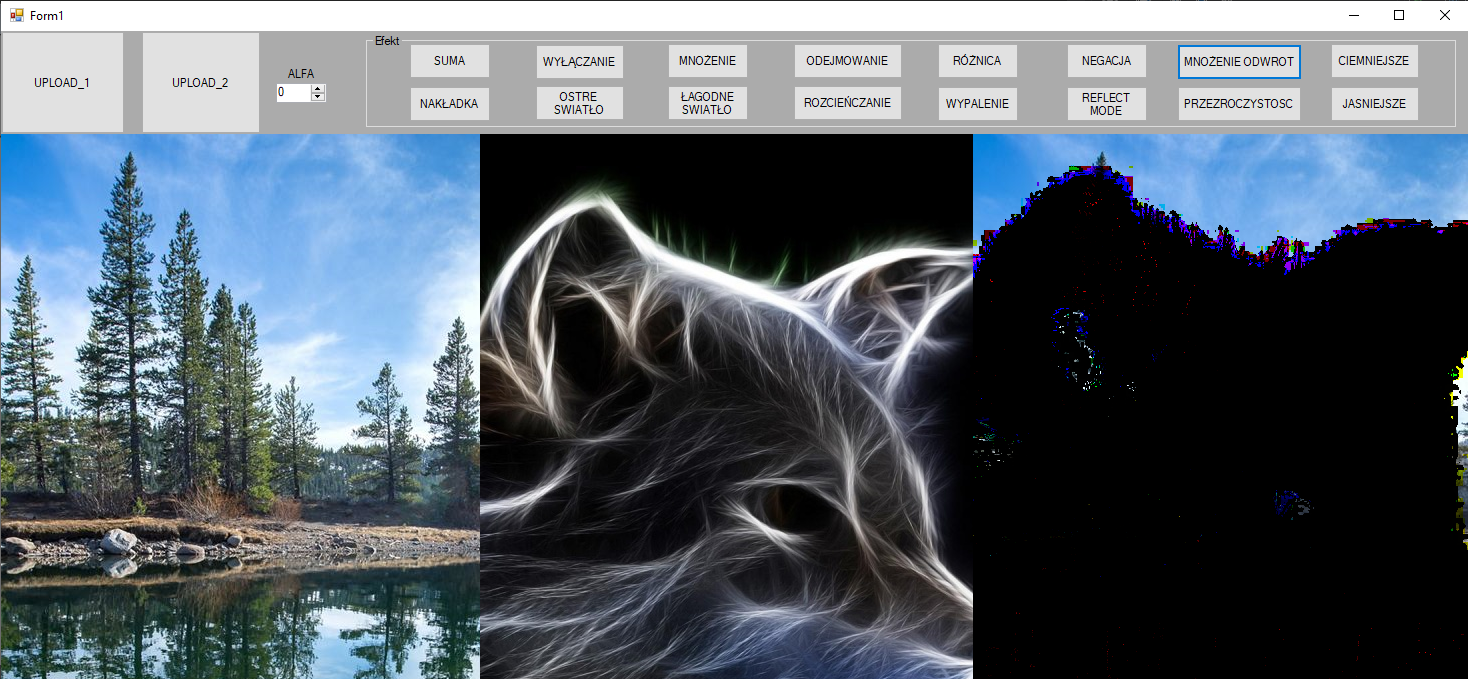 Form1
UPLOAD_1
UPLOAD_2
ALFA
0
Efekt
SUMA
WYŁĄCZANIE
MNOŻENIE
ODEJMOWANIE
RÓŻNICA
NEGACJA
MNOŻENIE ODWROT
CIEMNIEJSZE
NAKŁADKA
OSTRE
SWIATŁO
ŁAGODNE
SWIATŁO
ROZCIEŃCZANIE
WYPALENIE
REFLECT
MODE
PRZEZROCZYSTOSC
JASNIEJSZE